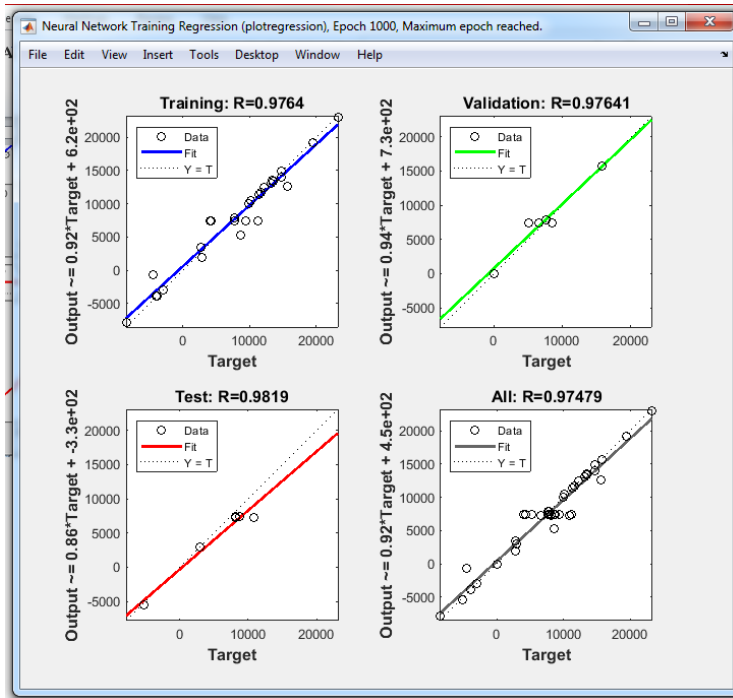 Neural Network Training Regression (plotregression), Epoch 1000, Maximum epoch reached.
File Edit View Insert Tools Desktop Window Help
Training: R=0.9764
Output ~= 0.92*Target + 6.2e+02
20000
15000
10000
5000
0
-5000
Data
Fit
Y = T
0 10000 20000
Target
Validation: R=0.97641
Output ~= 0.94*Target + 7.3e+02
20000
15000
10000
5000
0
-5000
Data
Fit
Y = T
0 10000 20000
Target
Test: R=0.9819
Output ~= 0.86*Target + -3.3e+02
20000
15000
10000
5000
0
-5000
Data
Fit
Y = T
0 10000 20000
Target
All: R=0.97479
Output ~= 0.92*Target + 4.5e+02
20000
15000
10000
5000
0
-5000
Data
Fit
Y = T
0 10000 20000
Target